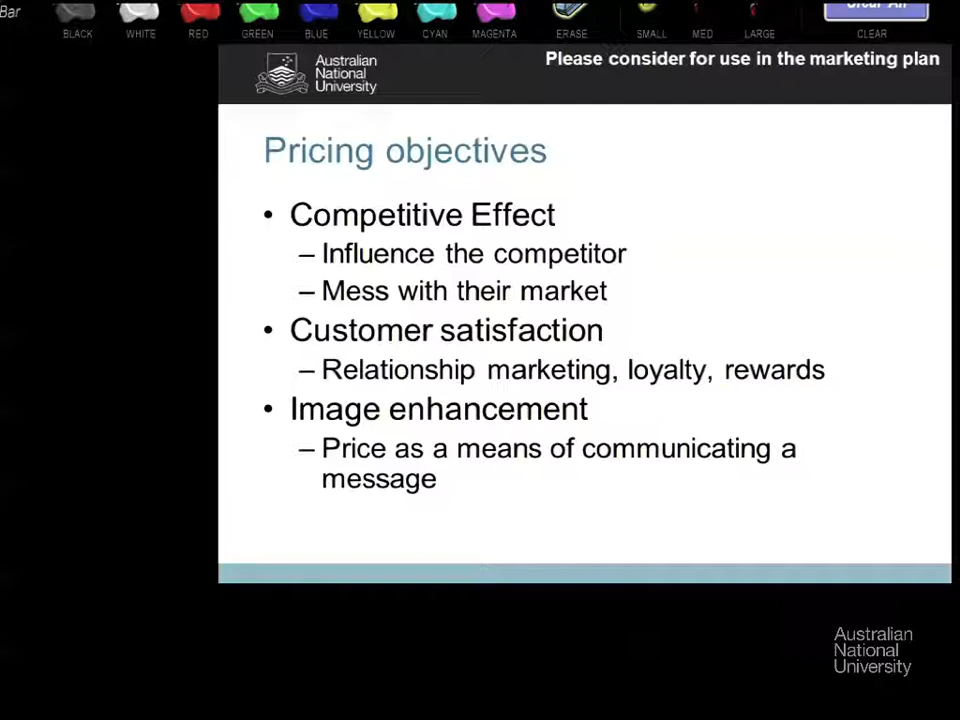 Bar
BLACK WHITE RED GREEN BLUE YELLOW CYAN MAGENTA ERASE SMALL MED LARGE CLEAR
Clear All
Australian
National
University
Please consider for use in the marketing plan
Pricing objectives
• Competitive Effect
– Influence the competitor
– Mess with their market
• Customer satisfaction
– Relationship marketing, loyalty, rewards
• Image enhancement
– Price as a means of communicating a
message
Australian
National
University